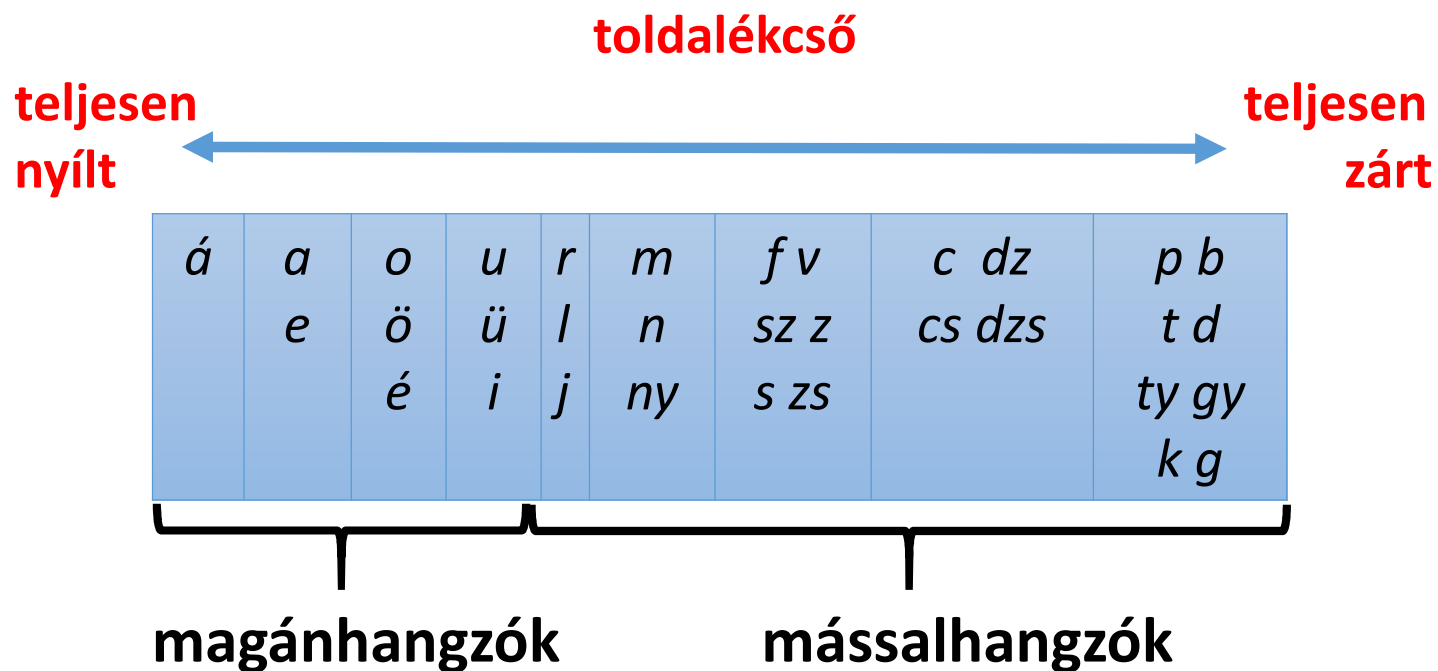 toldalékcső
teljesen nyílt
teljesen zárt
á a o u r m f v c dz p b
e ö ü l n sz z cs dzs t d
é i j ny s zs ty gy
k g
magánhangzók mássalhangzók